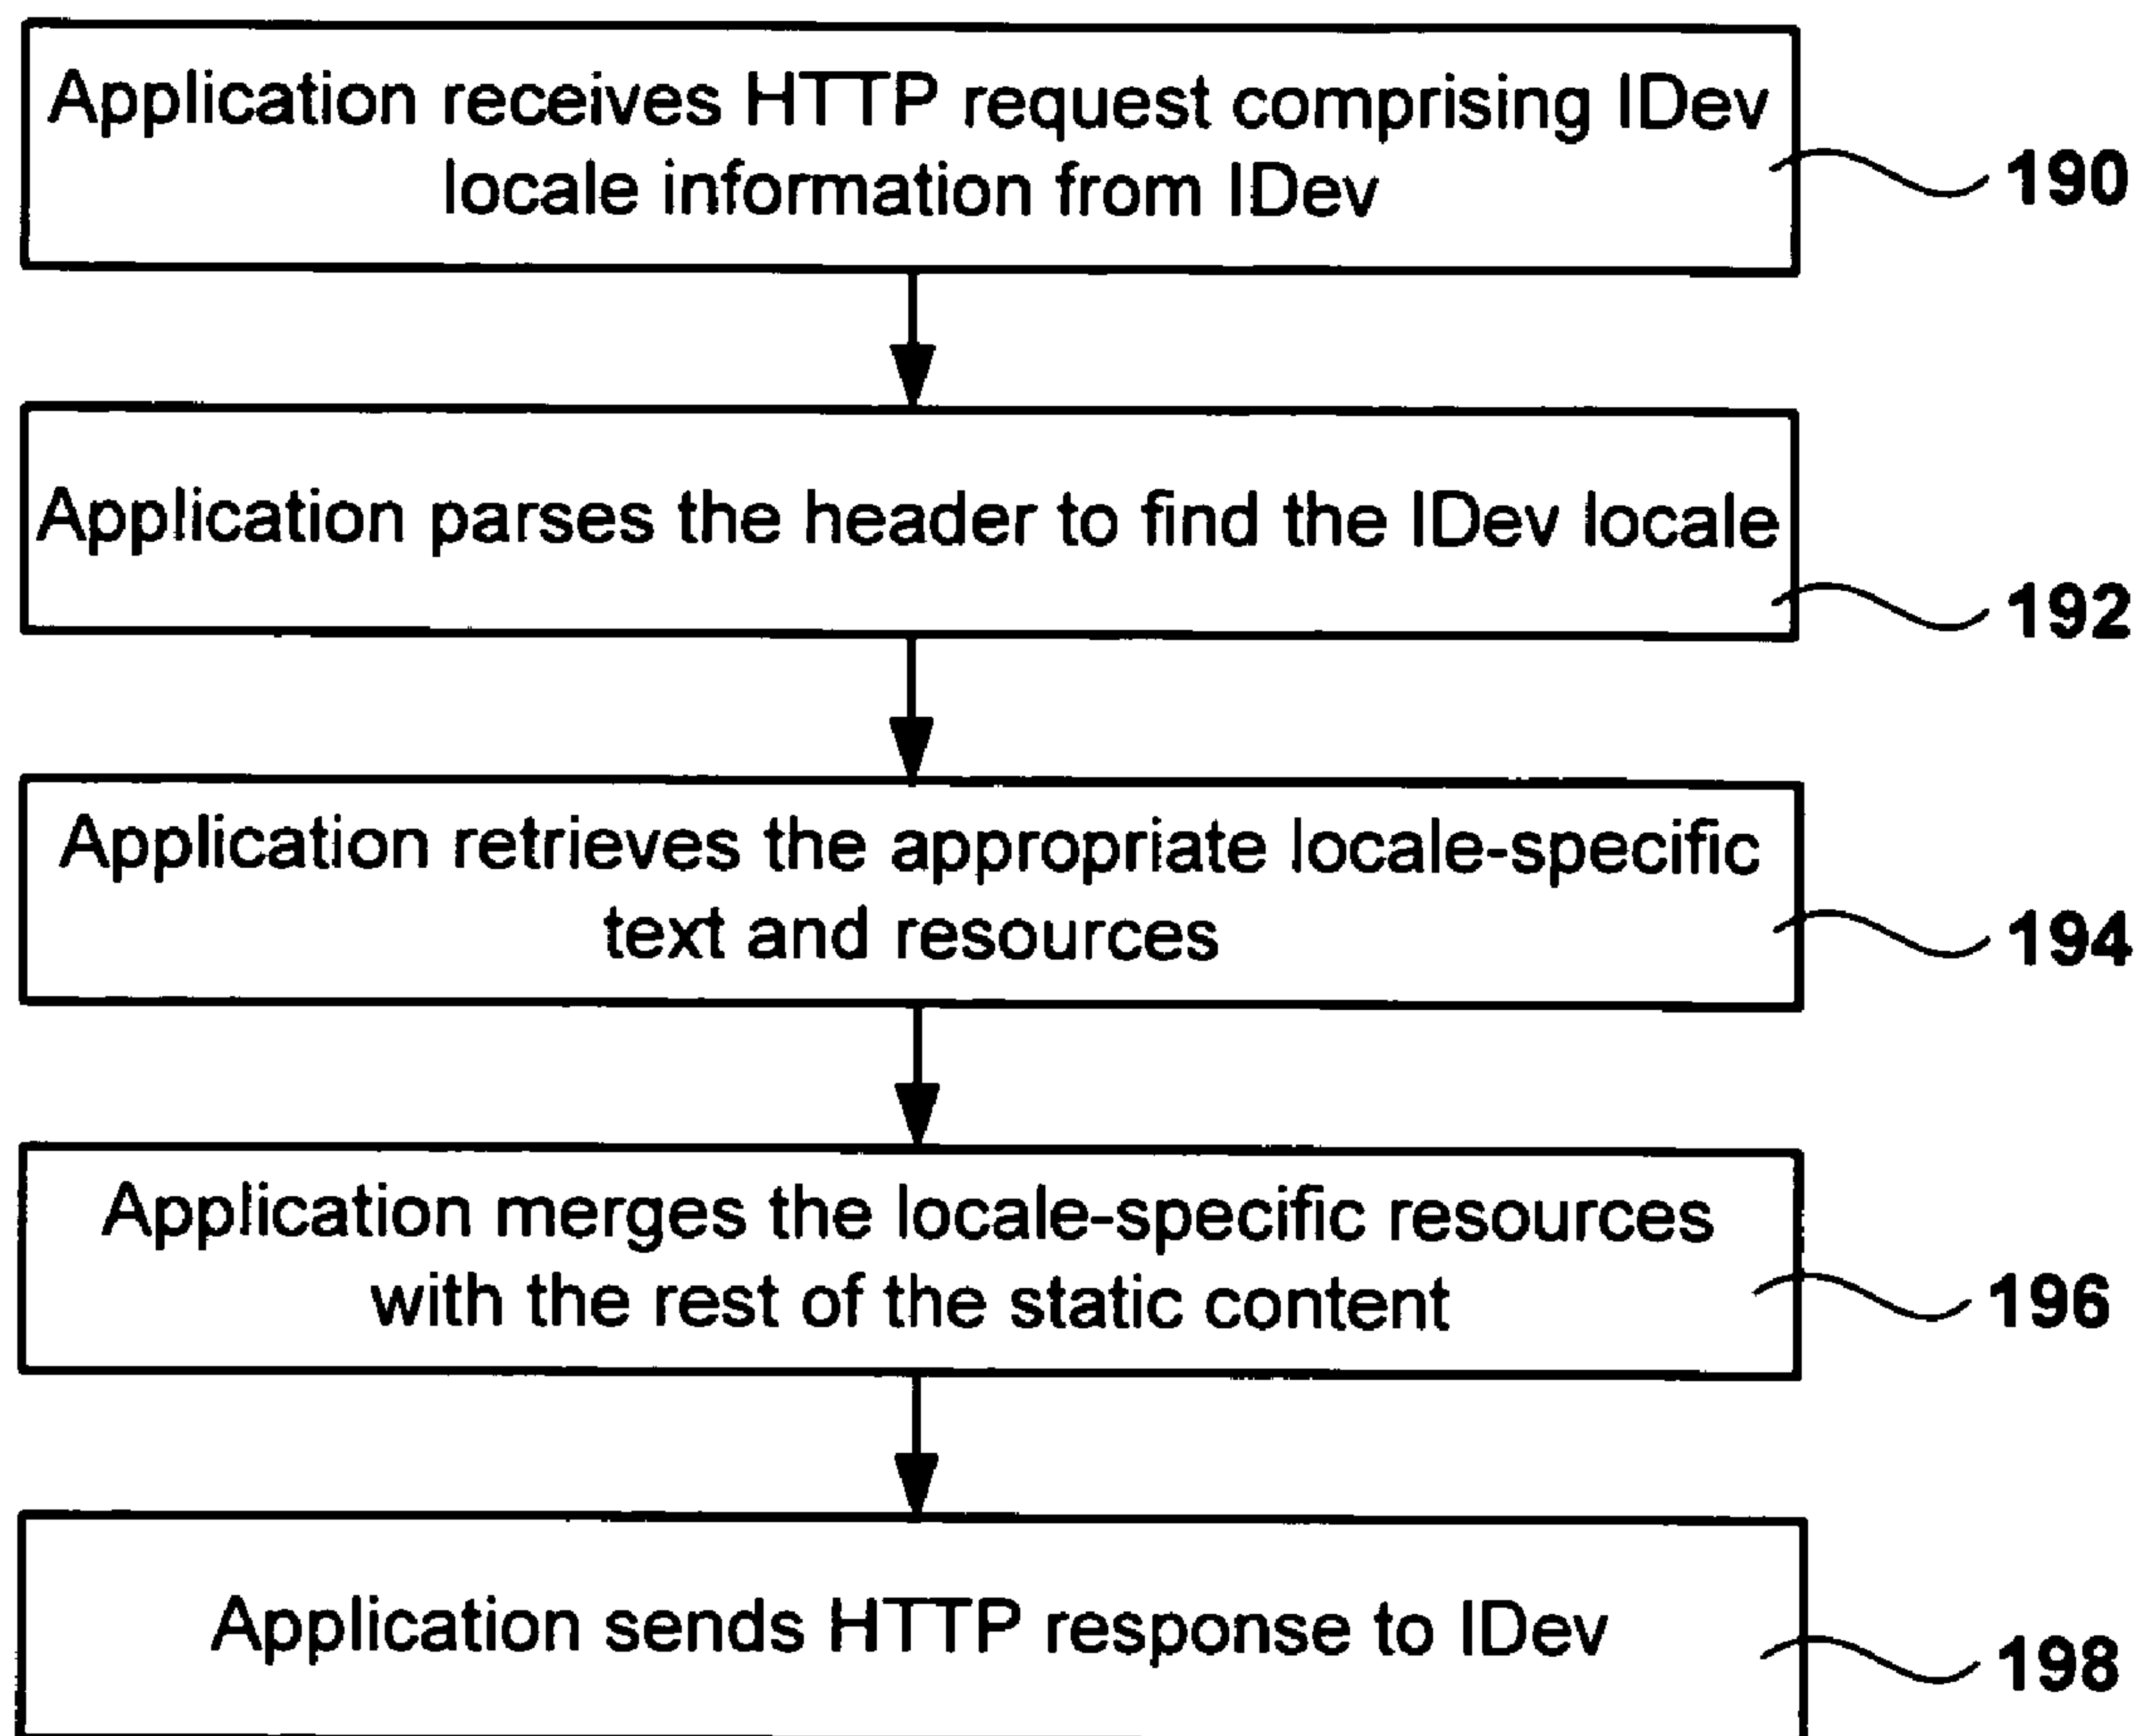 Application receives HTTP request comprising IDev
locale information from IDev
190
Application parses the header to find the IDev locale
192
Application retrieves the appropriate locale-specific
text and resources
194
Application merges the locale-specific resources
with the rest of the static content
196
Application sends HTTP response to IDev
198